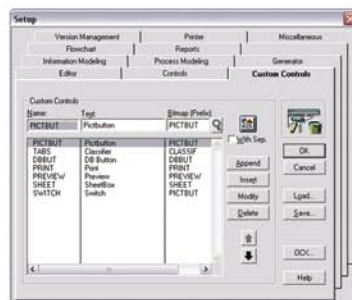 Setup
Version Management Printer Miscellaneous
Flowchart Reports
Information Modeling Process Modeling Generator
Editor Controls Custom Controls
Custom Controls
Name: Text Bitmap (Prefix)
PICTBUT Pictbutton PICTBUT
With Sep.
PICTBUT Pictbutton PICTBUT
TABS Classifier CLASSIF
DBBUT DB Button DBBUT
PRINT Print PRINT
PREVIEW Preview PREVIEW
SHEET SheetBox SHEET
SWITCH Switch PICTBUT
Append
Insert
Modify
Delete
OK
Cancel
Load...
Save...
OCX...
Help